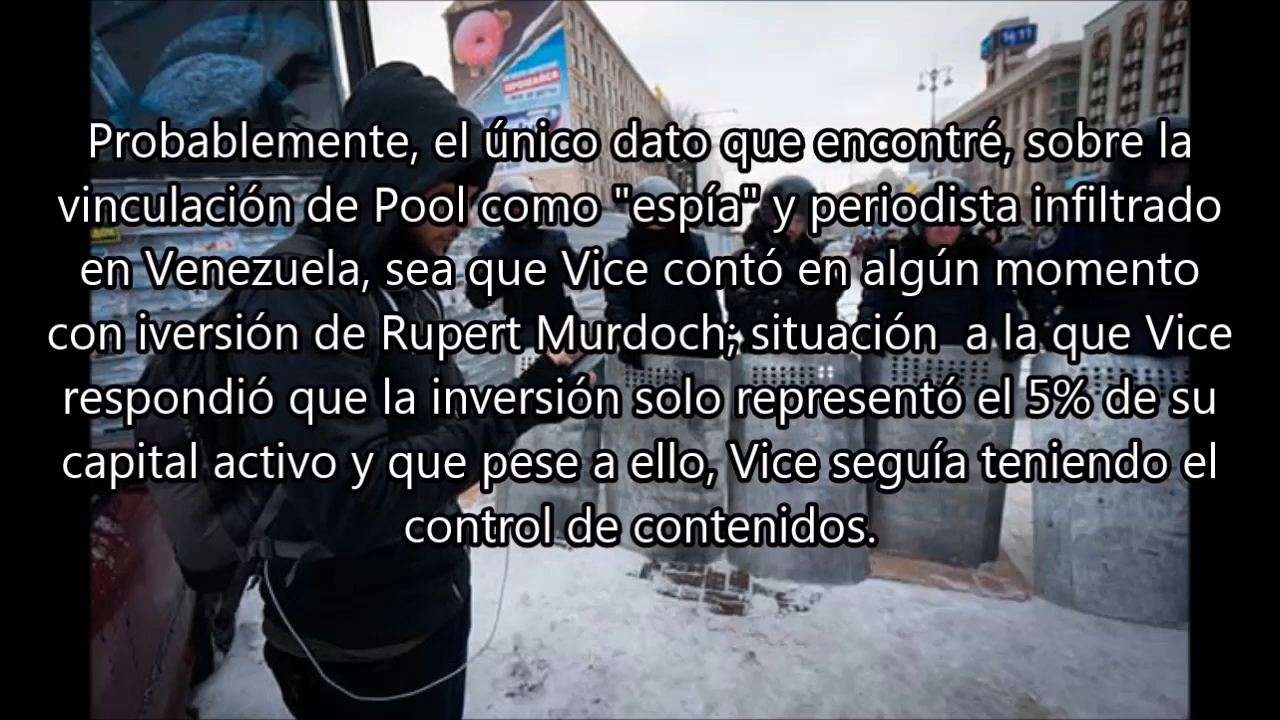 14:11
Probablemente, el único dato que encontré, sobre la
vinculación de Pool como "espía" y periodista infiltrado
en Venezuela, sea que Vice contó en algún momento
con iversión de Rupert Murdoch; situación  a la que Vice
respondió que la inversión solo representó el 5% de su
capital activo y que pese a ello, Vice seguía teniendo el
control de contenidos.